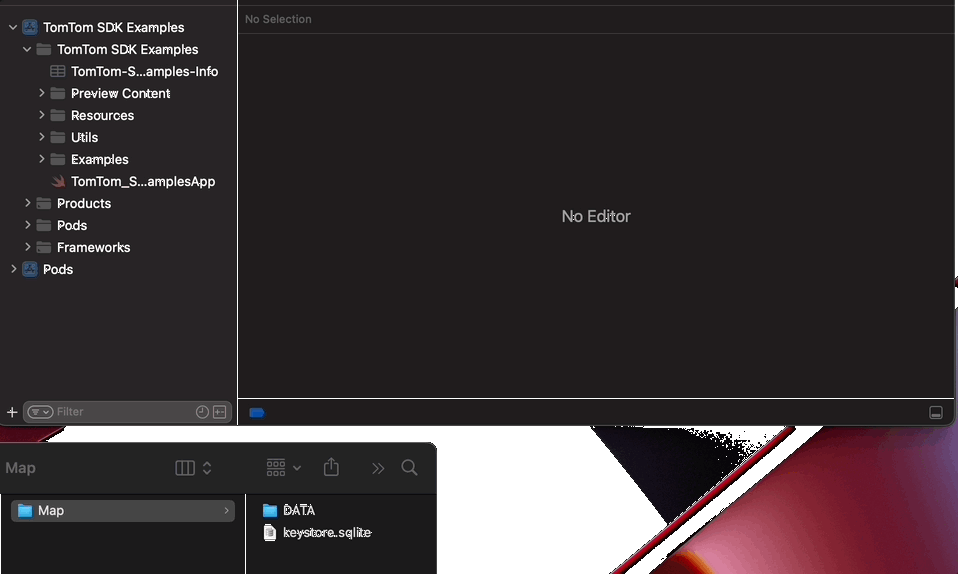 No Selection
TomTom SDK Examples
TomTom SDK Examples
TomTom-S...amples-Info
Preview Content
Resources
Utils
Examples
TomTom_S...amplesApp
Products
Pods
Frameworks
Pods
No Editor
Filter
Map
Map
DATA
keystore.sqlite